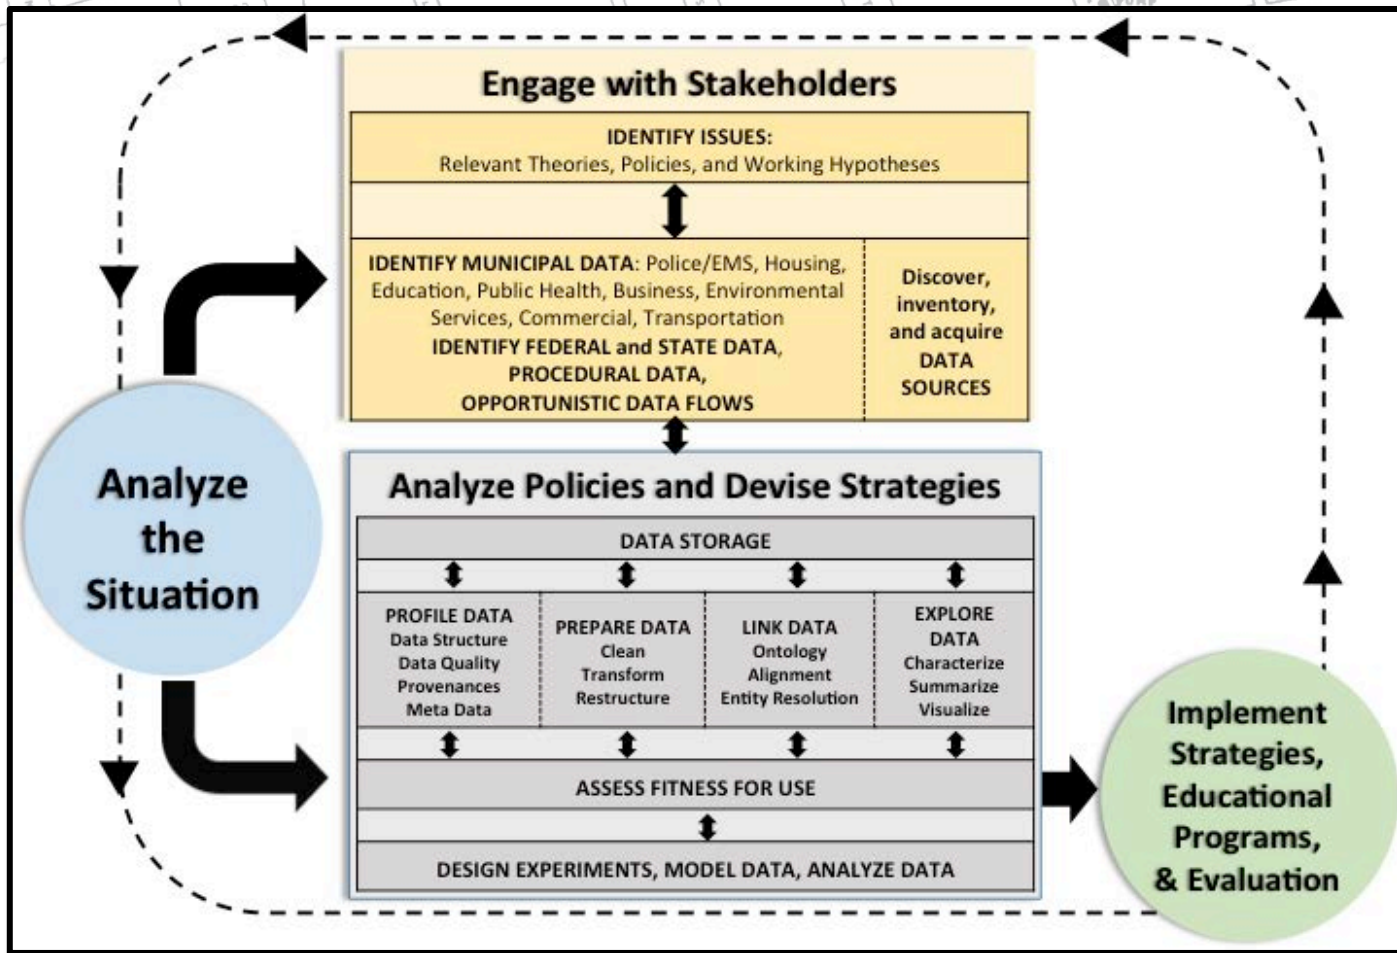 Engage with Stakeholders
IDENTIFY ISSUES:
Relevant Theories, Policies, and Working Hypotheses
IDENTIFY MUNICIPAL DATA: Police/EMS, Housing,
Education, Public Health, Business, Environmental
Services, Commercial, Transportation
IDENTIFY FEDERAL and STATE DATA,
PROCEDURAL DATA,
OPPORTUNISTIC DATA FLOWS
Discover,
inventory,
and acquire
DATA
SOURCES
Analyze
the
Situation
Analyze Policies and Devise Strategies
DATA STORAGE
PROFILE DATA
Data Structure
Data Quality
Provenances
Meta Data
PREPARE DATA
Clean
Transform
Restructure
LINK DATA
Ontology
Alignment
Entity Resolution
EXPLORE
DATA
Characterize
Summarize
Visualize
ASSESS FITNESS FOR USE
DESIGN EXPERIMENTS, MODEL DATA, ANALYZE DATA
Implement
Strategies,
Educational
Programs,
& Evaluation